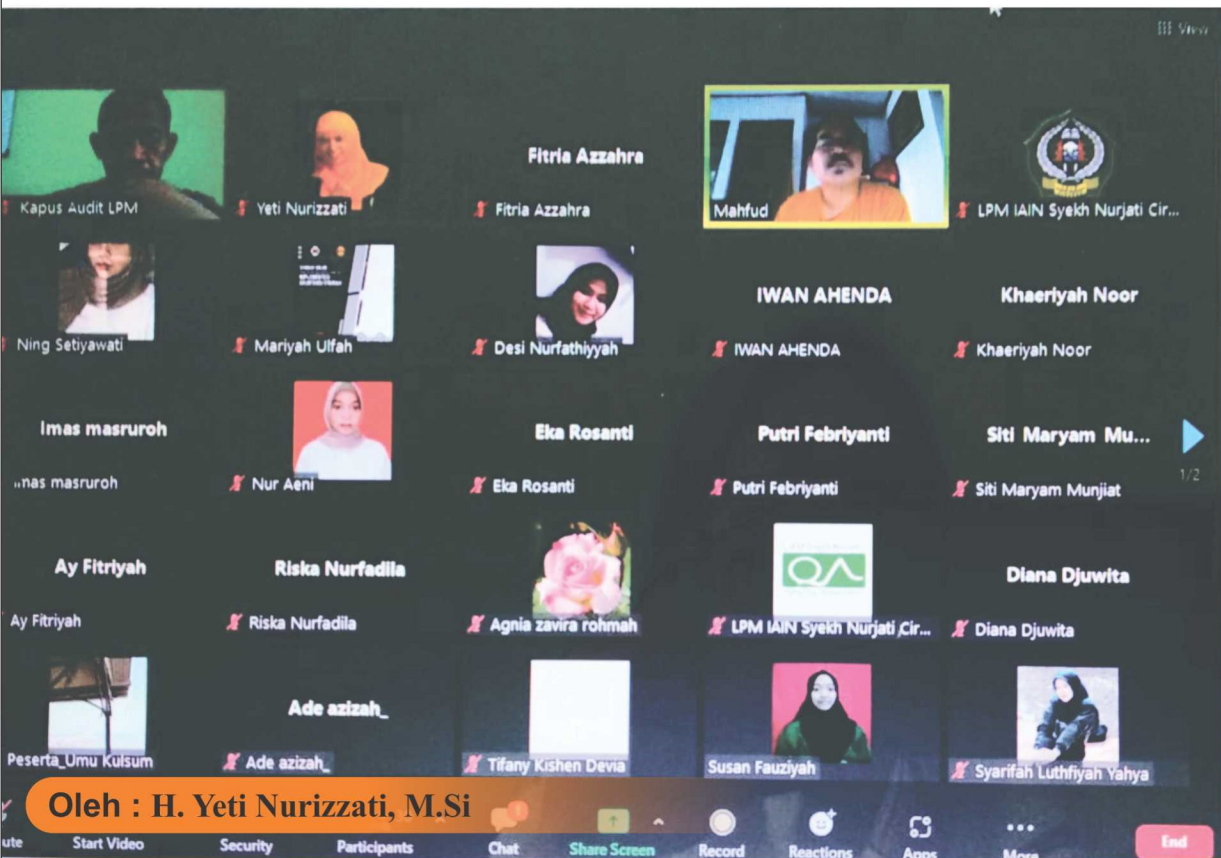 View
Fitria Azzahra
Kapus Audit LPM
Yeti Nurizzati
Fitria Azzahra
Mahfud
LPM IAIN Syekh Nurjati Cir...
IWAN AHENDA
Khaeriyah Noor
Ning Setiyawati
Mariyah Ulfah
Desi Nurfathiyyah
IWAN AHENDA
Khaeriyah Noor
Imas masruroh
Eka Rosanti
Putri Febriyanti
Siti Maryam Mu...
masruroh
Nur Aeni
Eka Rosanti
Putri Febriyanti
Siti Maryam Munjiat
1/2
Ay Fitriyah
Riska Nurfadila
QA
Diana Djuwita
Ay Fitriyah
Riska Nurfadila
Agnia zavira rohmah
LPM IAIN Syekh Nurjati Cir...
Diana Djuwita
Ade azizah_
Peserta_Umu Kulsum
Ade azizah_
Tifany Kishen Devia
Susan Fauziyah
Syarifah Luthfiyah Yahya
Oleh : H. Yeti Nurizzati, M.Si
ute
Start Video
Security
Participants
Chat
Share Screen
Record
Reactions
Apps
More
End